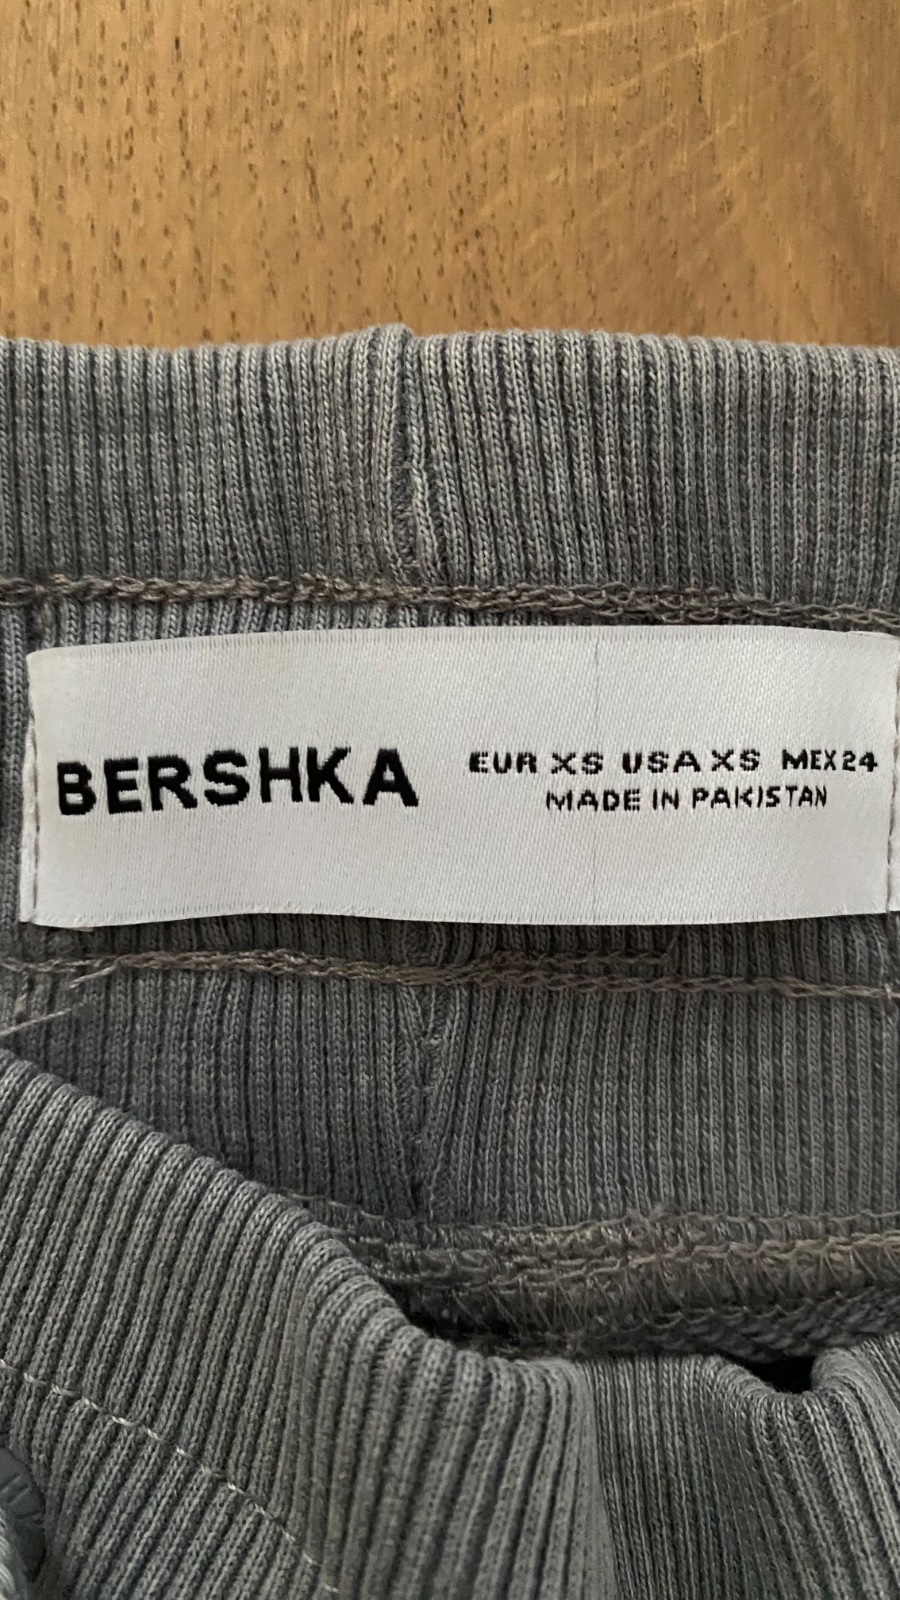 BERSHKA
EUR XS USA XS MEX 24
MADE IN PAKISTAN